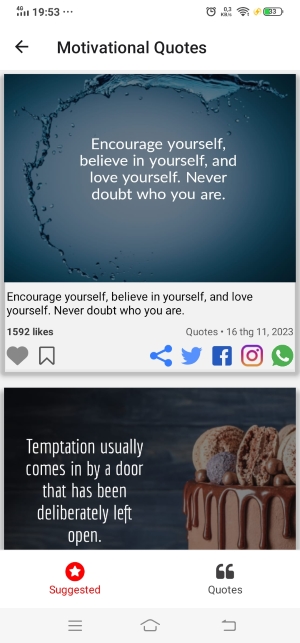 4G 19:53 ···
0,3
KB/s
33
Motivational Quotes
Encourage yourself,
believe in yourself, and
love yourself. Never
doubt who you are.
Encourage yourself, believe in yourself, and love
yourself. Never doubt who you are.
1592 likes
Quotes • 16 thg 11, 2023
Temptation usually
comes in by a door
that has been
deliberately left
open.
Suggested
Quotes